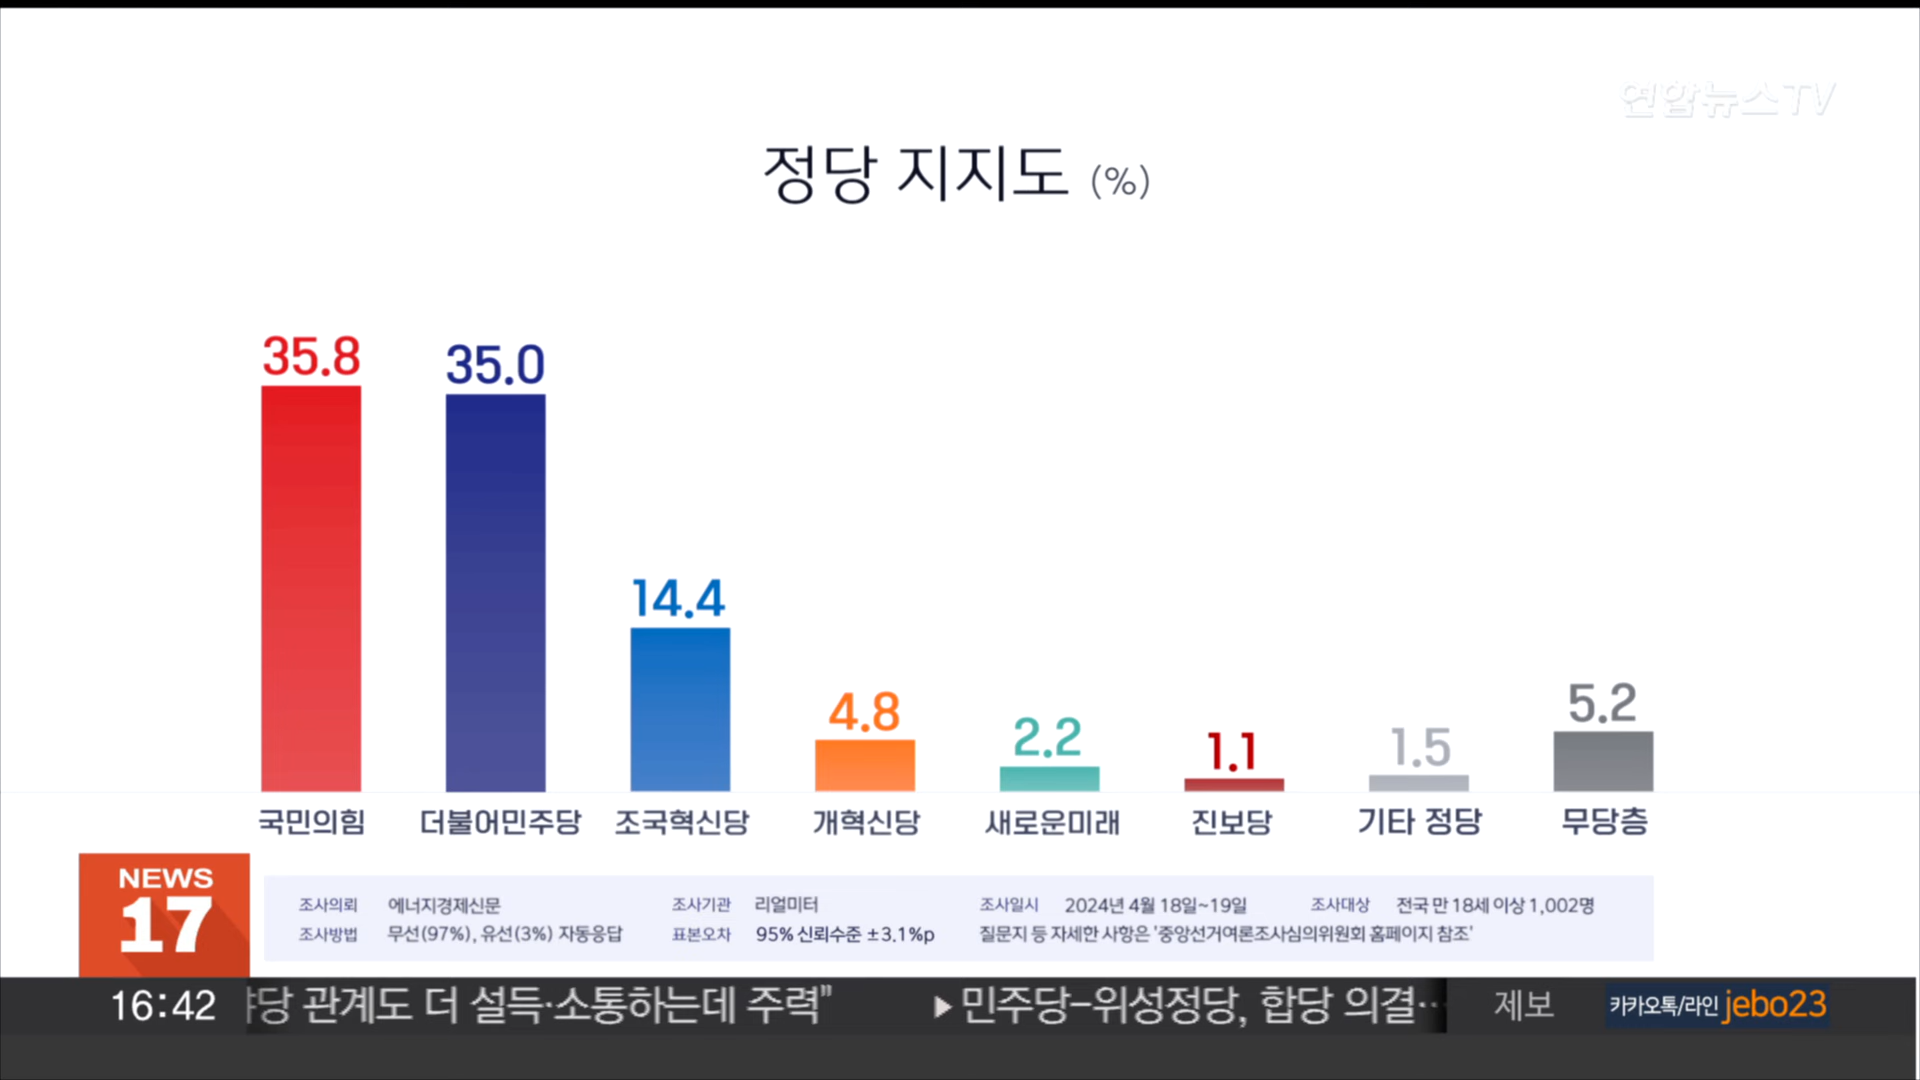 연합뉴스TV
정당 지지도 (%)
35.8 35.0 14.4 4.8 2.2 1.1 1.5 5.2
국민의힘 더불어민주당 조국혁신당 개혁신당 새로운미래 진보당 기타 정당 무당층
NEWS
17
조사의뢰 에너지경제신문 조사기관 리얼미터 조사일시 2024년 4월 18일~19일 조사대상 전국 만 18세 이상 1,002명
조사방법 무선(97%), 유선(3%) 자동응답 표본오차 95% 신뢰수준 ±3.1%p 질문지 등 자세한 사항은 '중앙선거여론조사심의위원회 홈페이지 참조'
16:42 관계도 더 설득·소통하는데 주력" ▶민주당-위성정당, 합당 의결… 제보 카카오톡/라인 jebo23